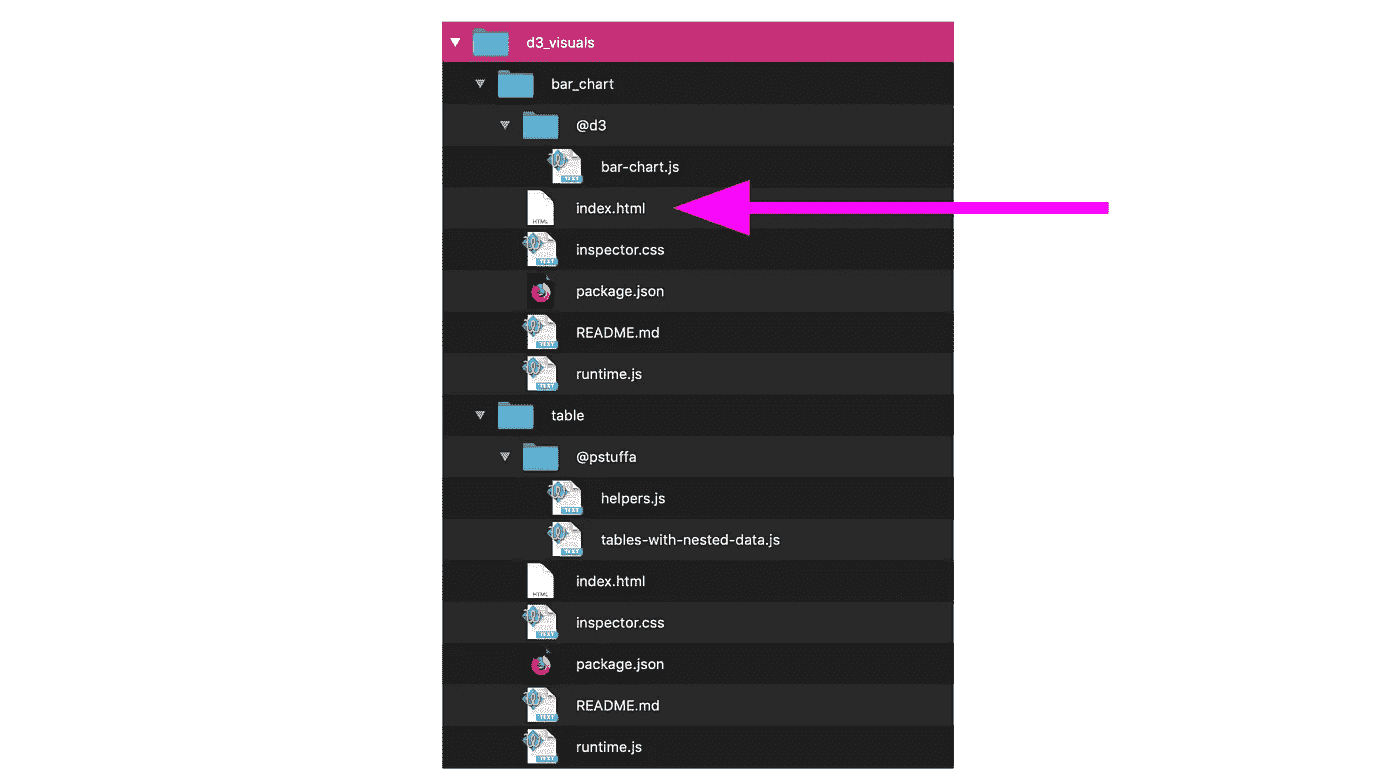 d3_visuals
bar_chart
@d3
bar-chart.js
TEXT
index.html
HTML
inspector.css
TEXT
package.json
README.md
TEXT
runtime.js
TEXT
table
@pstuffa
helpers.js
TEXT
tables-with-nested-data.js
TEXT
index.html
HTML
inspector.css
TEXT
package.json
README.md
TEXT
runtime.js
TEXT